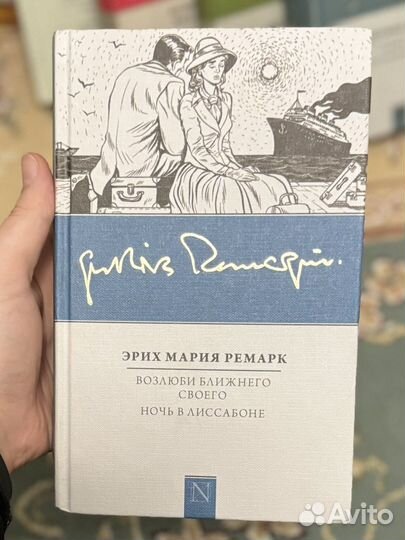 ЭРИХ МАРИЯ РЕМАРК
ВОЗЛЮБИ БЛИЖНЕГО
СВОЕГО
НОЧЬ В ЛИССАБОНЕ
N
Avito